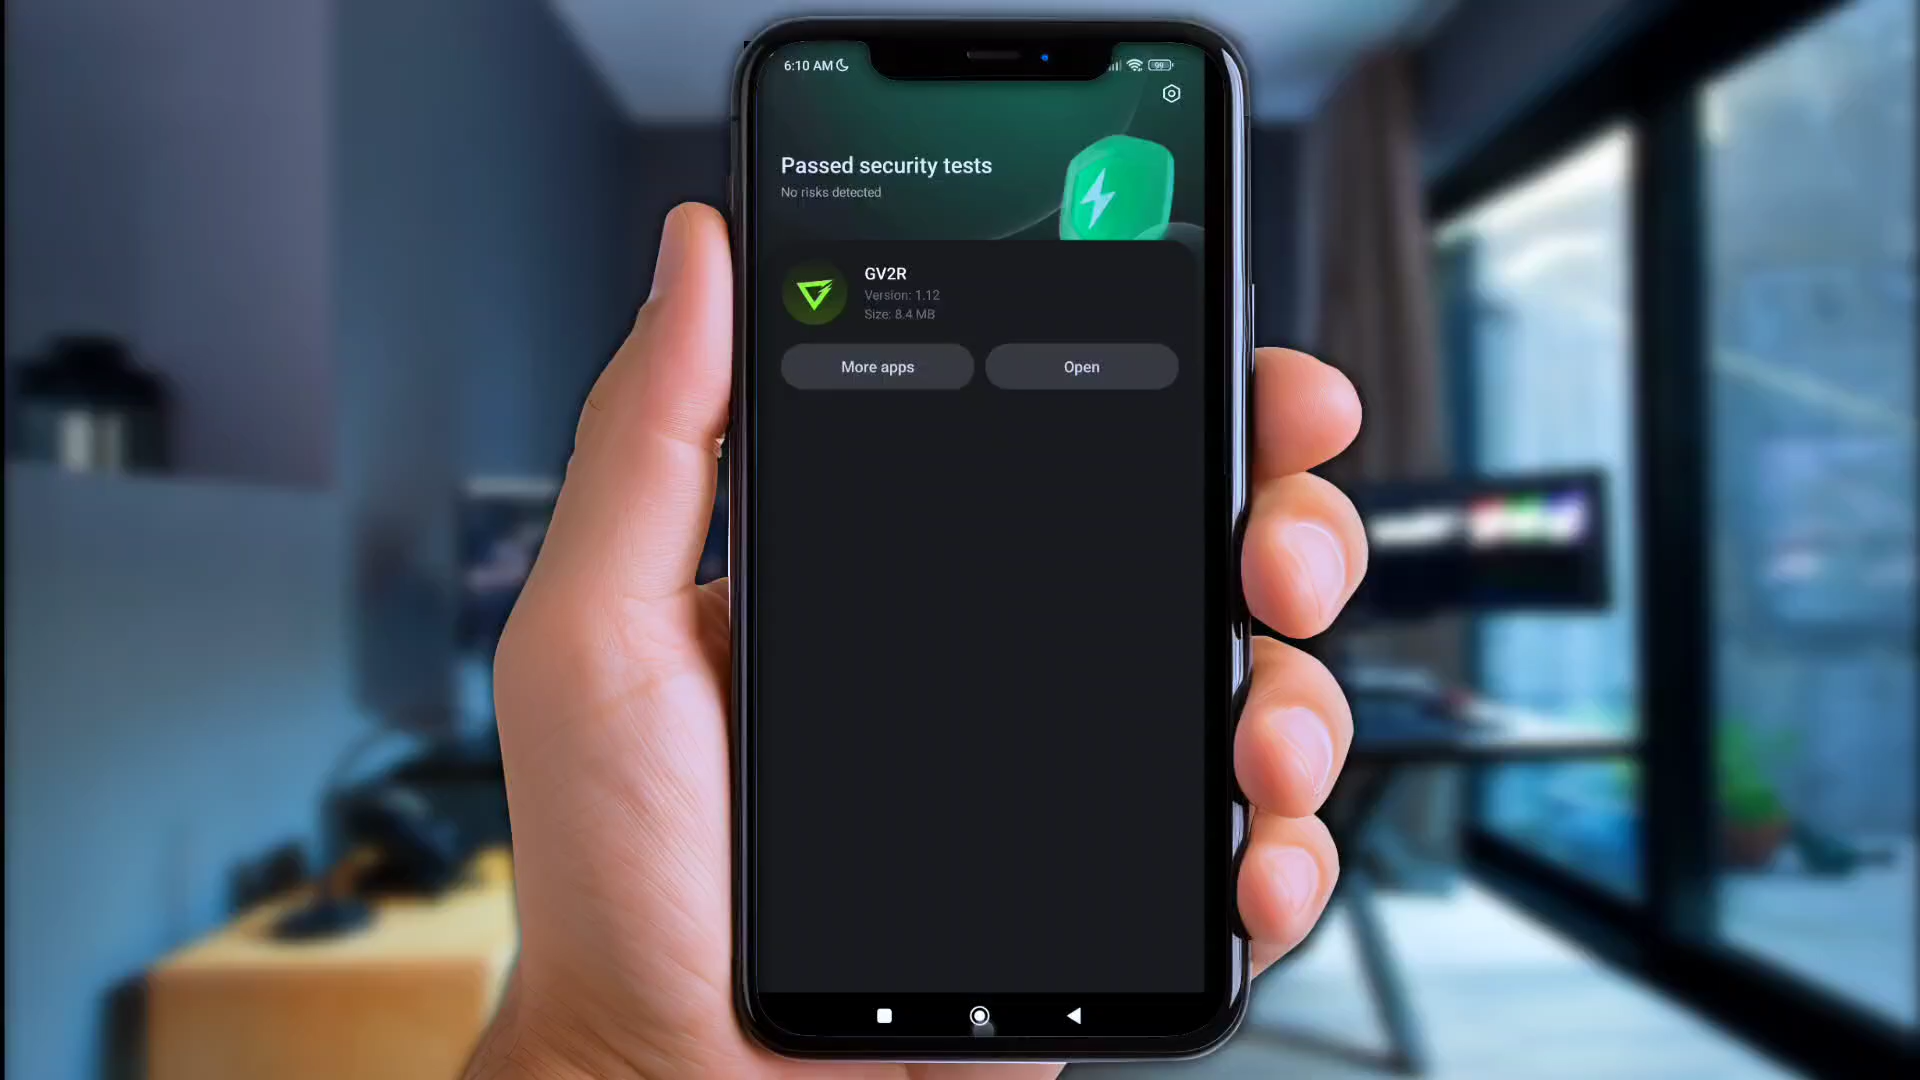 6:10 AM
99
Passed security tests
No risks detected
GV2R
Version: 1.12
Size: 8.4 MB
More apps
Open